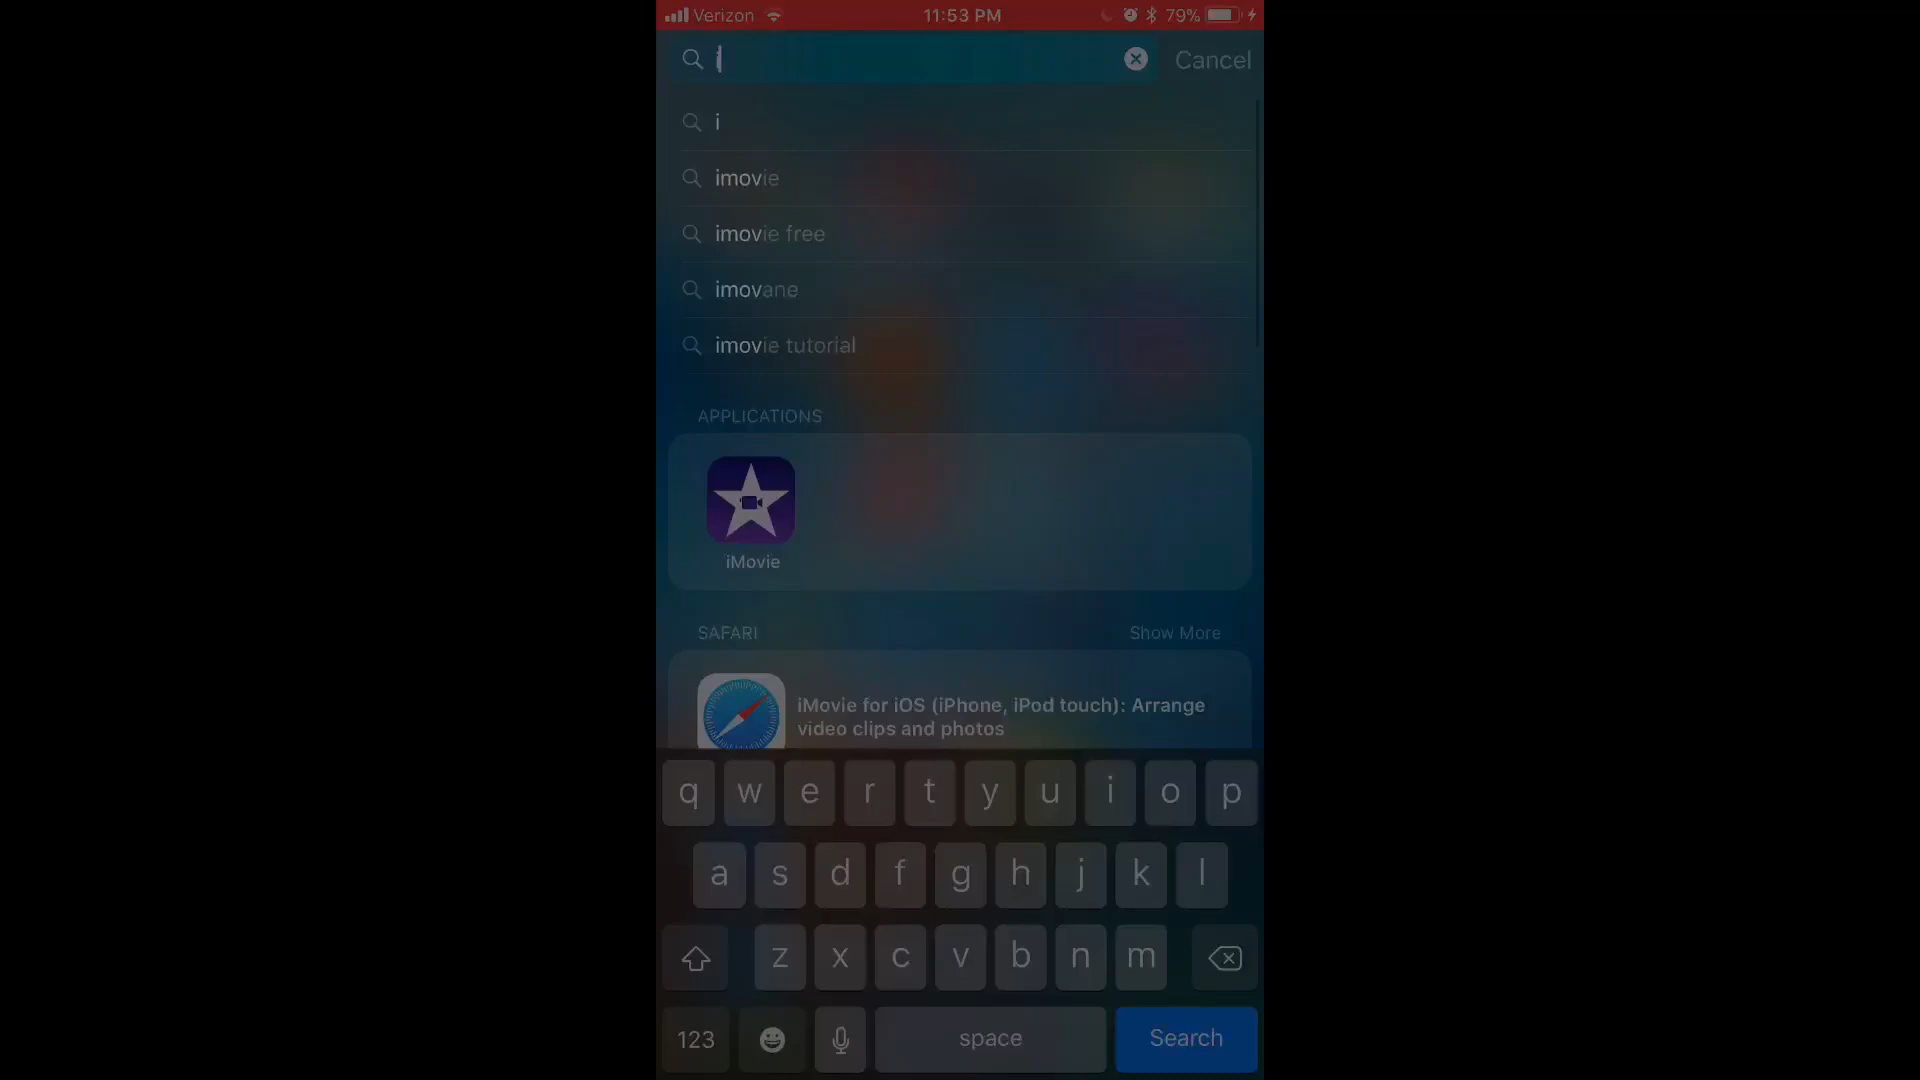 Verizon 11:53 PM 79%
i Cancel
i
imovie
imovie free
imovane
imovie tutorial
APPLICATIONS
iMovie
SAFARI Show More
iMovie for iOS (iPhone, iPod touch): Arrange
video clips and photos
q w e r t y u i o p
a s d f g h j k l
z x c v b n m
123 space Search